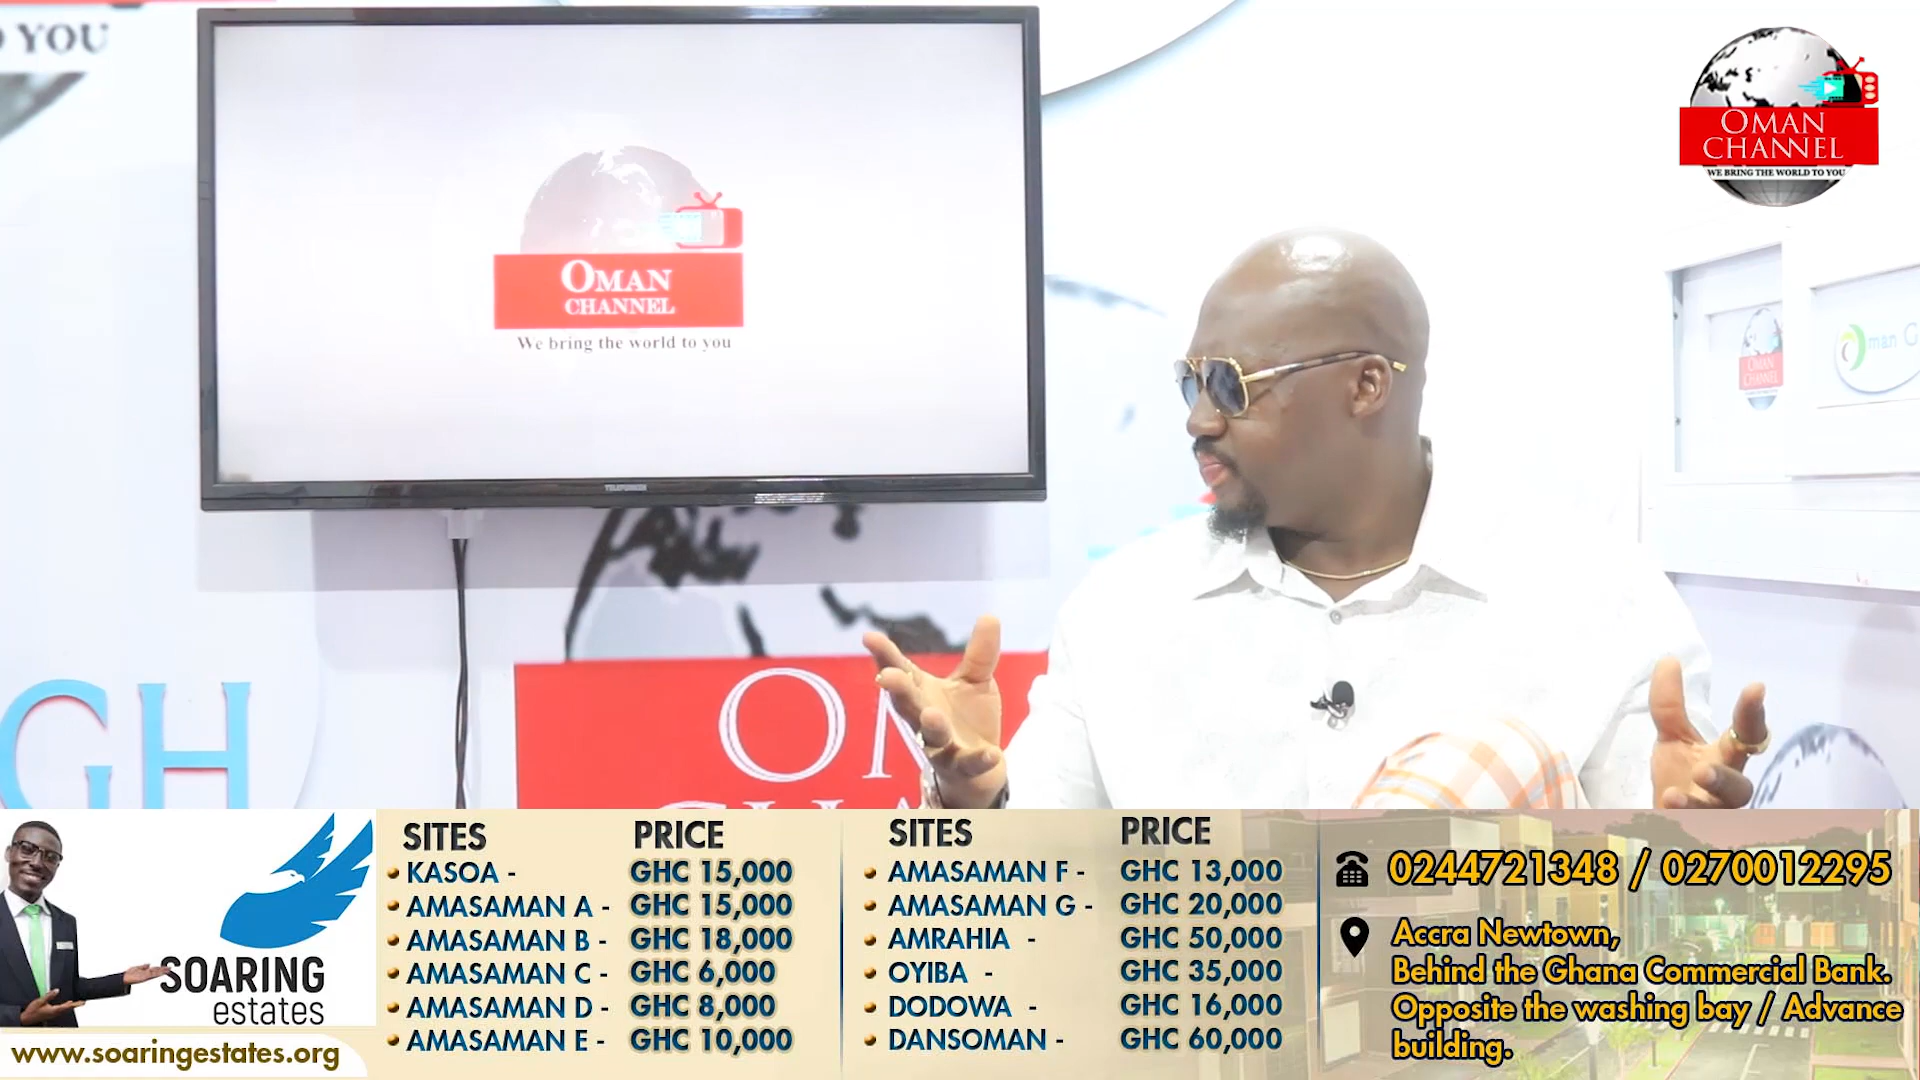 YOU
OMAN
CHANNEL
We bring the world to you
TELEFUNKEN
OMAN
CHANNEL
WE BRING THE WORLD TO YOU
OMAN
CHANNEL
man G
GH
SITES PRICE
KASOA - GHC 15,000
AMASAMAN A - GHC 15,000
AMASAMAN B - GHC 18,000
AMASAMAN C - GHC 6,000
AMASAMAN D - GHC 8,000
AMASAMAN E - GHC 10,000
SITES PRICE
AMASAMAN F - GHC 13,000
AMASAMAN G - GHC 20,000
AMRAHIA - GHC 50,000
OYIBA - GHC 35,000
DODOWA - GHC 16,000
DANSOMAN - GHC 60,000
0244721348 / 0270012295
Accra Newtown,
Behind the Ghana Commercial Bank.
Opposite the washing bay / Advance
building.
SOARING
estates
www.soaringestates.org